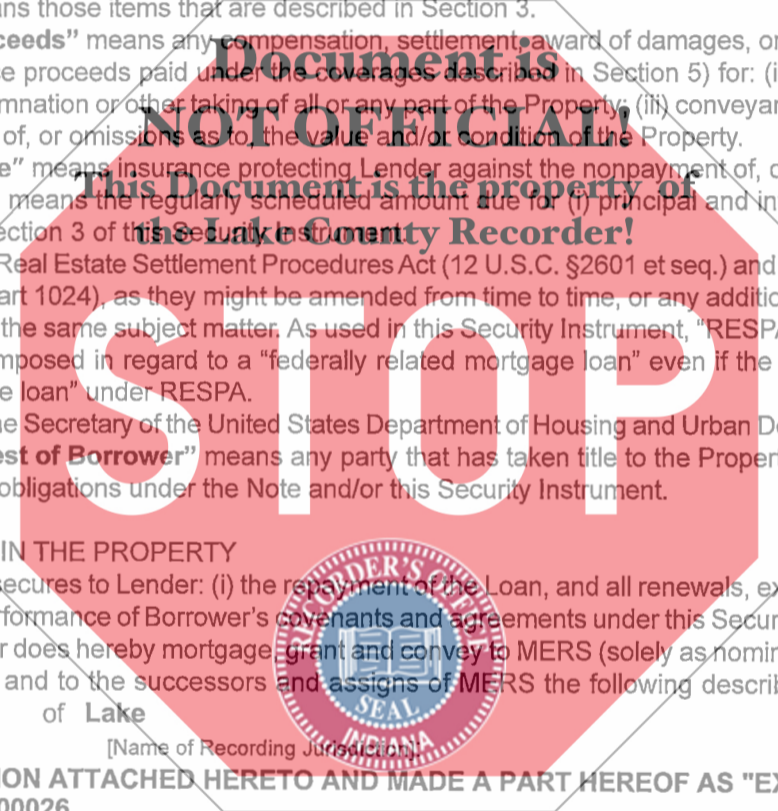 ns those items that are described in Section 3.
ceeds" means any compensation, settlement, award of damages, or
e proceeds paid under the coverages described in Section 5) for: (i
mnation or other taking of all or any part of the Property; (iii) conveyan
of, or omissions as to, the value and/or condition of the Property.
e" means insurance protecting Lender against the nonpayment of, o
means the regularly scheduled amount due for (i) principal and in
ection 3 of this Security Instrument.
Real Estate Settlement Procedures Act (12 U.S.C. §2601 et seq.) and
art 1024), as they might be amended from time to time, or any additio
the same subject matter. As used in this Security Instrument, "RESPA
mposed in regard to a "federally related mortgage loan" even if the
e loan" under RESPA.
e Secretary of the United States Department of Housing and Urban De
est of Borrower" means any party that has taken title to the Propert
obligations under the Note and/or this Security Instrument.
IN THE PROPERTY
secures to Lender: (i) the repayment of the Loan, and all renewals, ex
rformance of Borrower's covenants and agreements under this Secur
r does hereby mortgage, grant and convey to MERS (solely as nomin
and to the successors and assigns of MERS the following describ
of Lake
[Name of Recording Jurisdiction]:
ION ATTACHED HERETO AND MADE A PART HEREOF AS "EX
00026
Document is
NOT OFFICIAL!
This Document is the property of
the Lake County Recorder!
STOP
RECORDER'S OFFICE
SEAL
INDIANA